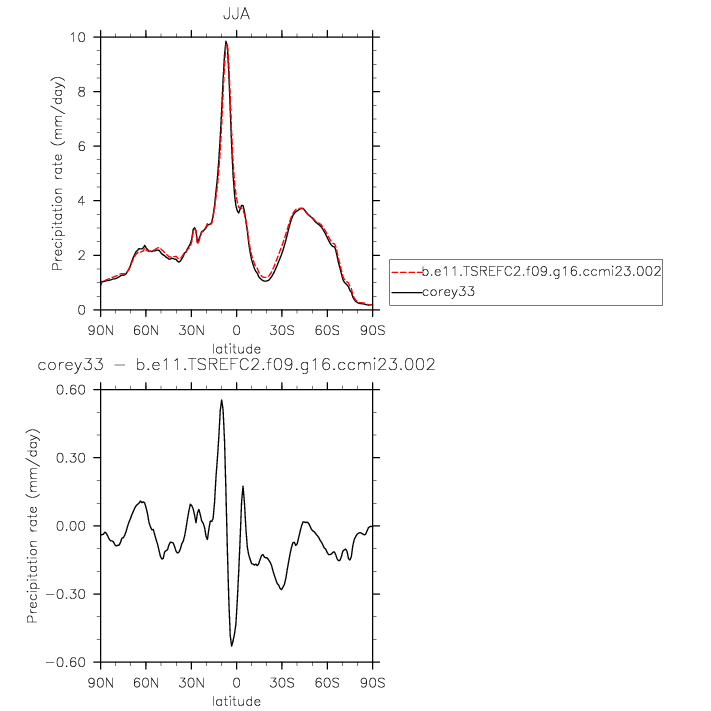 JJA
Precipitation rate (mm/day)
10
8
6
4
2
0
90N 60N 30N 0 30S 60S 90S
latitude
b.e11.TSREFC2.f09.g16.ccmi23.002
corey33
corey33 - b.e11.TSREFC2.f09.g16.ccmi23.002
Precipitation rate (mm/day)
0.60
0.30
0.00
-0.30
-0.60
90N 60N 30N 0 30S 60S 90S
latitude